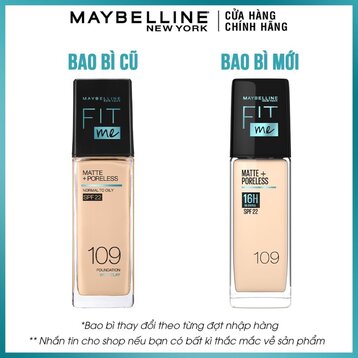 MAYBELLINE
NEW YORK
CỬA HÀNG
CHÍNH HÃNG
BAO BÌ CŨ
BAO BÌ MỚI
MAYBELLINE
FIT
me
MATTE
+ PORELESS
NORMAL TO OILY
SPF 22
109
FOUNDATION
MAYBELLINE
FIT
me
MATTE +
PORELESS
16H
SPF 22
109
*Bao bì thay đổi theo từng đợt nhập hàng
** Nhắn tin cho shop nếu bạn có bất kì thắc mắc về sản phẩm